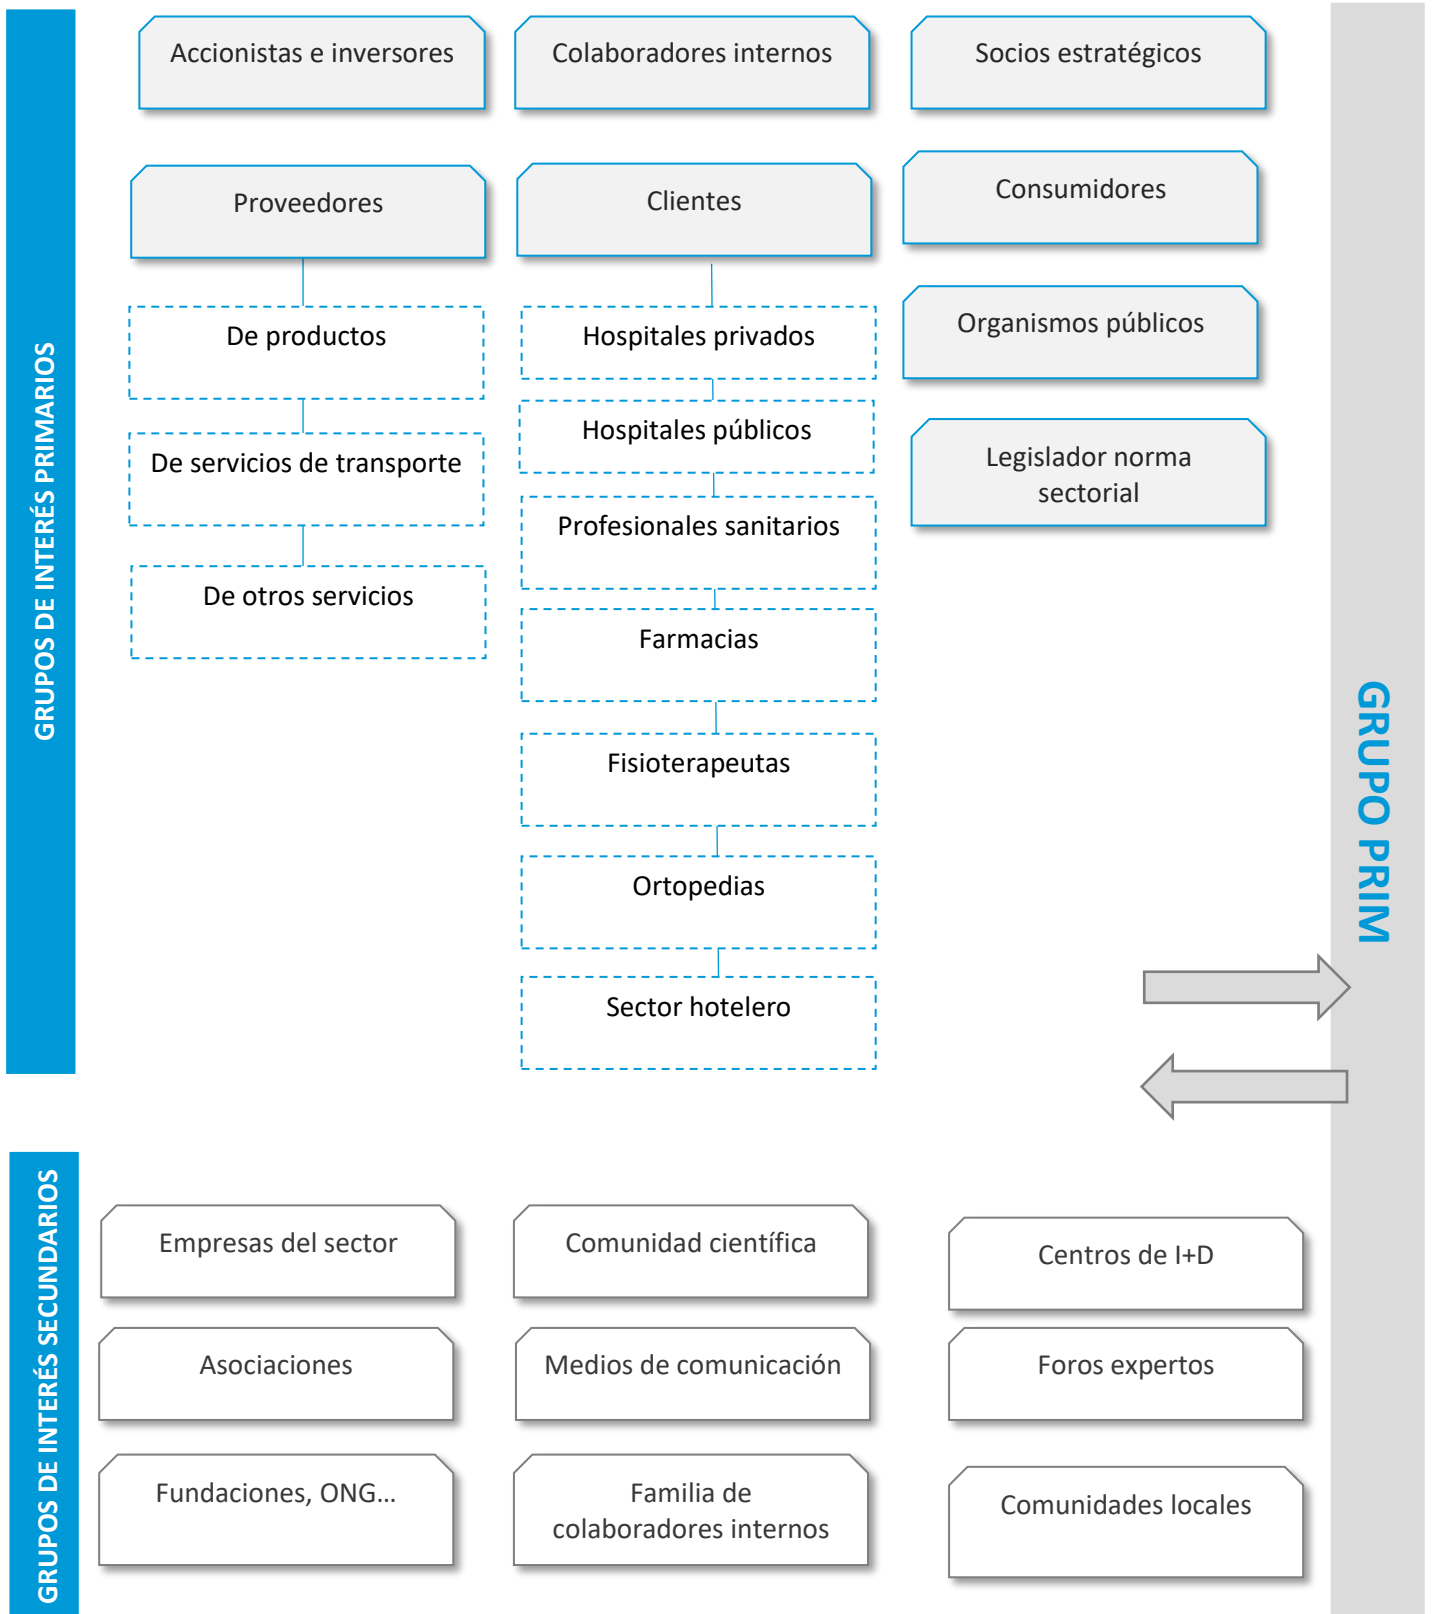 GRUPOS DE INTERÉS PRIMARIOS
Accionistas e inversores
Colaboradores internos
Socios estratégicos
Proveedores
Clientes
Consumidores
De productos
De servicios de transporte
De otros servicios
Hospitales privados
Hospitales públicos
Profesionales sanitarios
Farmacias
Fisioterapeutas
Ortopedias
Sector hotelero
Organismos públicos
Legislador norma
sectorial
GRUPO PRIM
GRUPOS DE INTERÉS SECUNDARIOS
Empresas del sector
Comunidad científica
Centros de I+D
Asociaciones
Medios de comunicación
Foros expertos
Fundaciones, ONG…
Familia de
colaboradores internos
Comunidades locales